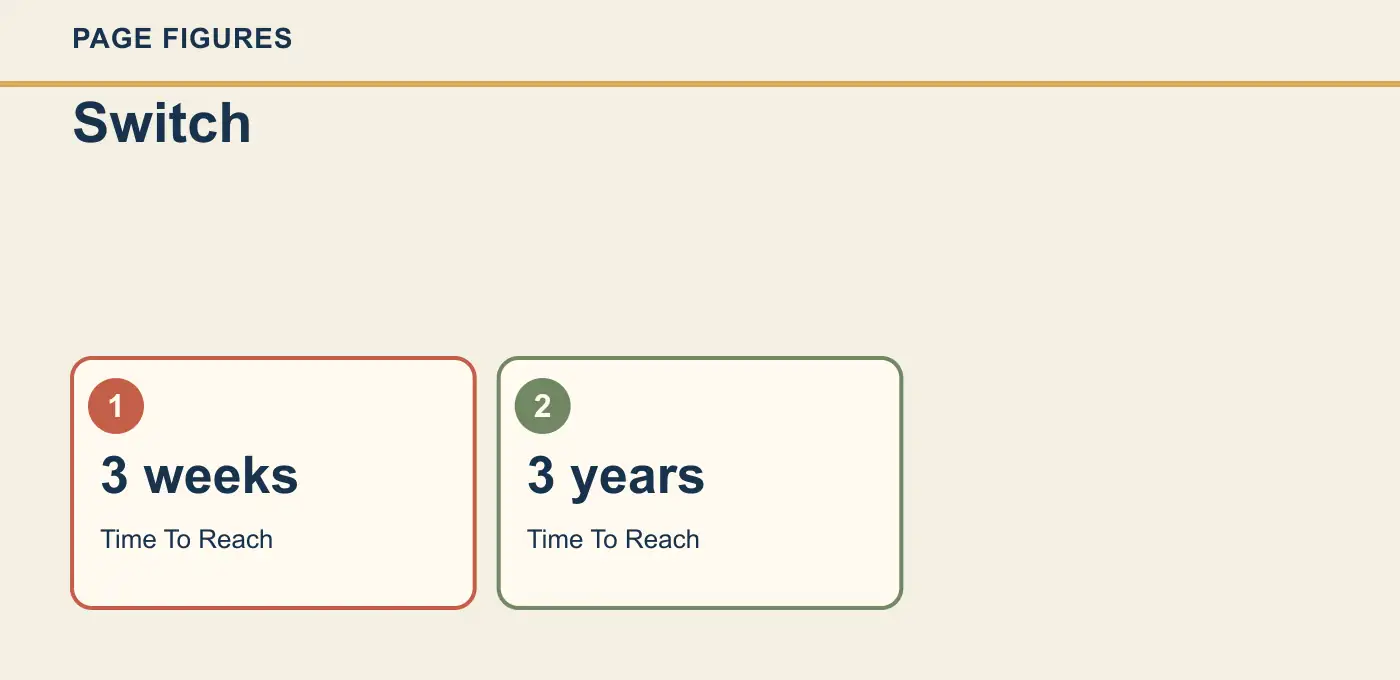 PAGE FIGURES
Switch
1
3 weeks
Time To Reach
2
3 years
Time To Reach